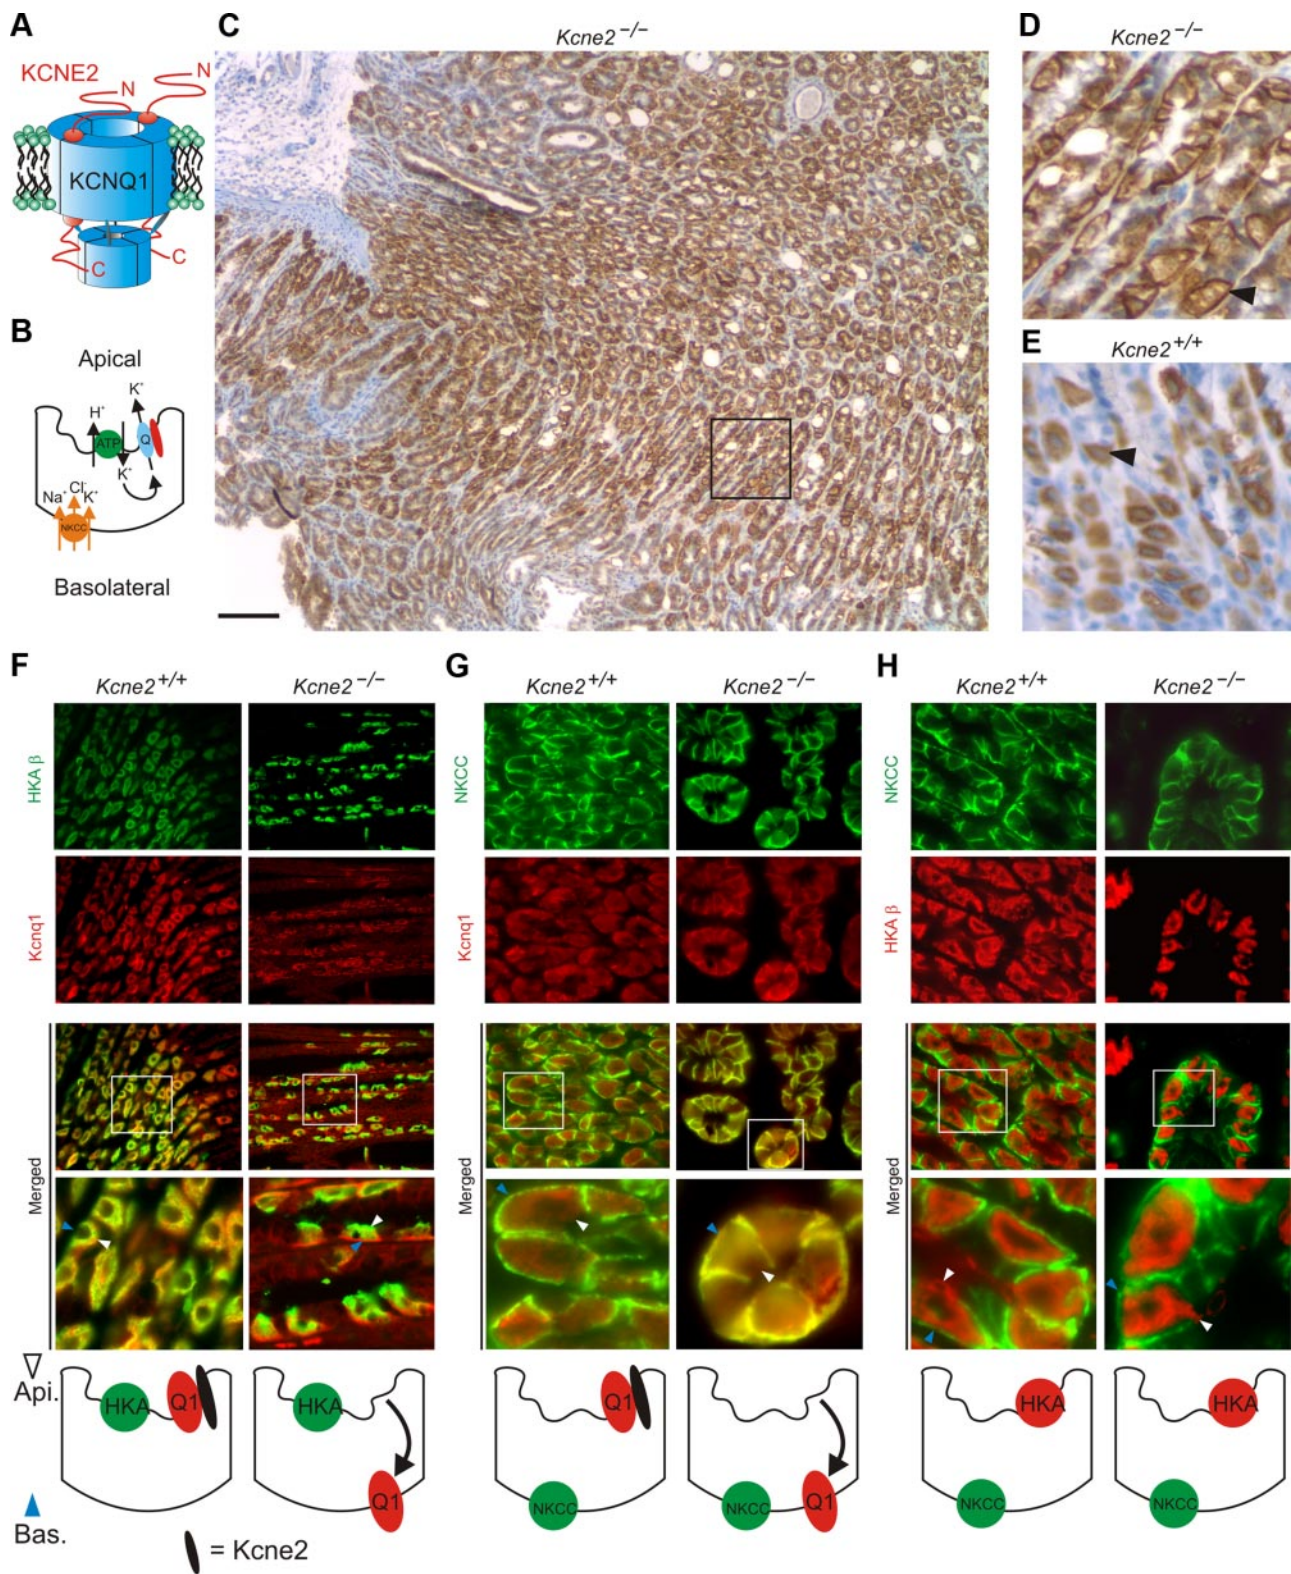 A
KCNE2
N
N
KCNQ1
C
C
B
Apical
K+
H+
ATP
Q
K+
Na+
Cl-
K+
NKCC
Basolateral
C
Kcne2 −/−
D
Kcne2 −/−
E
Kcne2 +/+
F
Kcne2 +/+
Kcne2 −/−
HKA β
Kcnq1
Merged
G
Kcne2 +/+
Kcne2 −/−
NKCC
Kcnq1
Merged
H
Kcne2 +/+
Kcne2 −/−
NKCC
HKA β
Merged
Api.
Bas.
HKA
Q1
HKA
Q1
= Kcne2
Q1
NKCC
NKCC
Q1
HKA
NKCC
HKA
NKCC